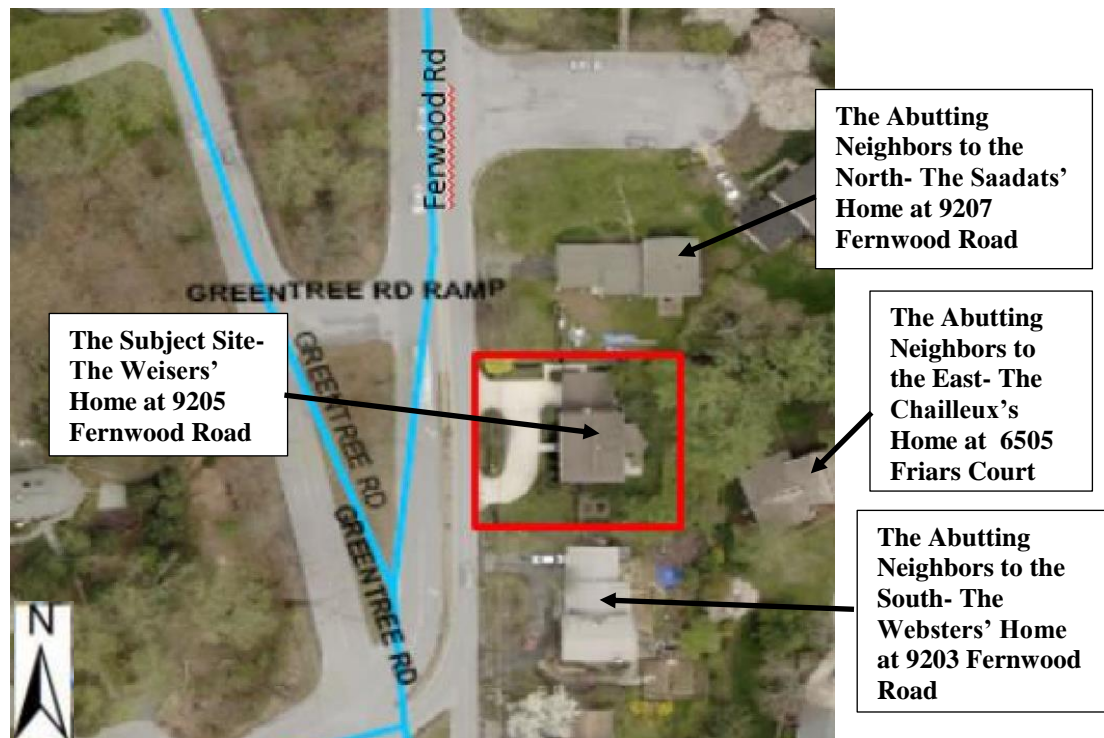 Ferwood Rd
The Abutting
Neighbors to the
North- The Saadats’
Home at 9207
Fernwood Road
GREENTREE RD RAMP
The Subject Site-
The Weisers’
Home at 9205
Fernwood Road
GREENTREE RD
GREENTREE RD
The Abutting
Neighbors to
the East- The
Chailleux’s
Home at 6505
Friars Court
The Abutting
Neighbors to the
South- The
Websters’ Home
at 9203 Fernwood
Road
N